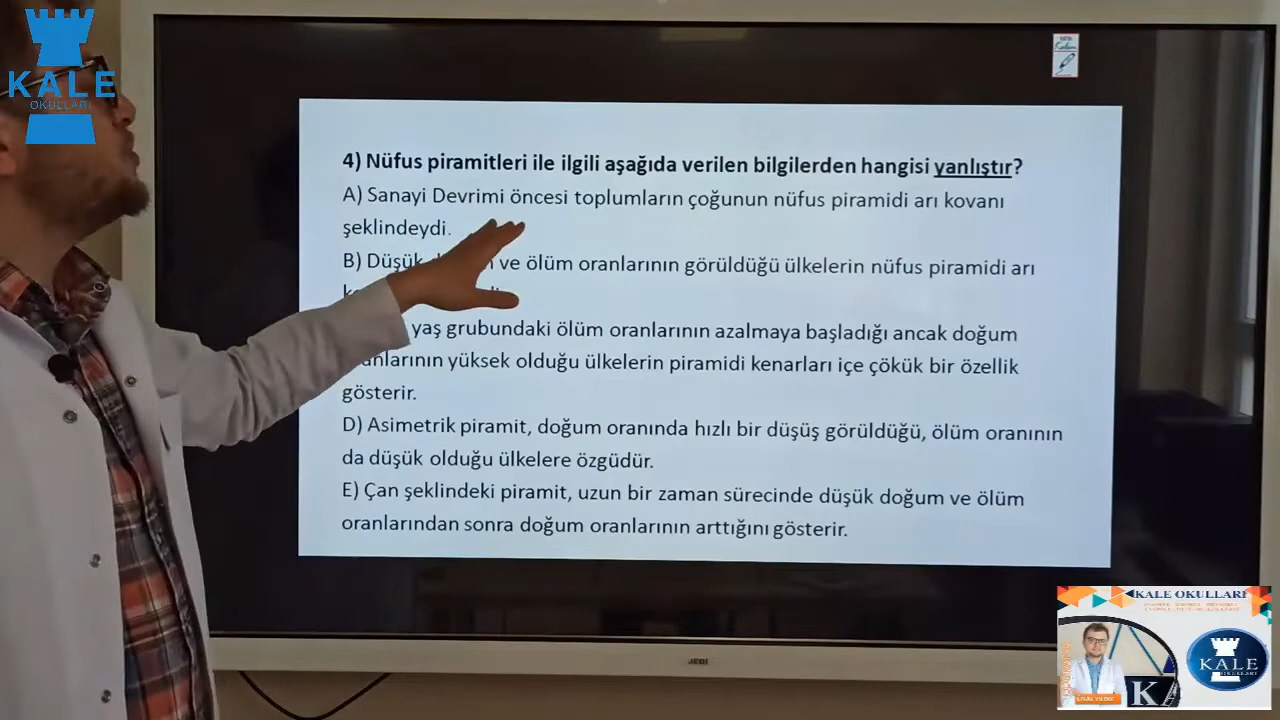 KALE
OKULLARI
4) Nüfus piramitleri ile ilgili aşağıda verilen bilgilerden hangisi yanlıştır?
A) Sanayi Devrimi öncesi toplumların çoğunun nüfus piramidi arı kovanı
şeklindeydi.
B) Düşük ve ölüm oranlarının görüldüğü ülkelerin nüfus piramidi arı
yaş grubundaki ölüm oranlarının azalmaya başladığı ancak doğum
oranlarının yüksek olduğu ülkelerin piramidi kenarları içe çökük bir özellik
gösterir.
D) Asimetrik piramit, doğum oranında hızlı bir düşüş görüldüğü, ölüm oranının
da düşük olduğu ülkelere özgüdür.
E) Çan şeklindeki piramit, uzun bir zaman sürecinde düşük doğum ve ölüm
oranlarından sonra doğum oranlarının arttığını gösterir.
KALE OKULLARI
KALE
OKULLARI